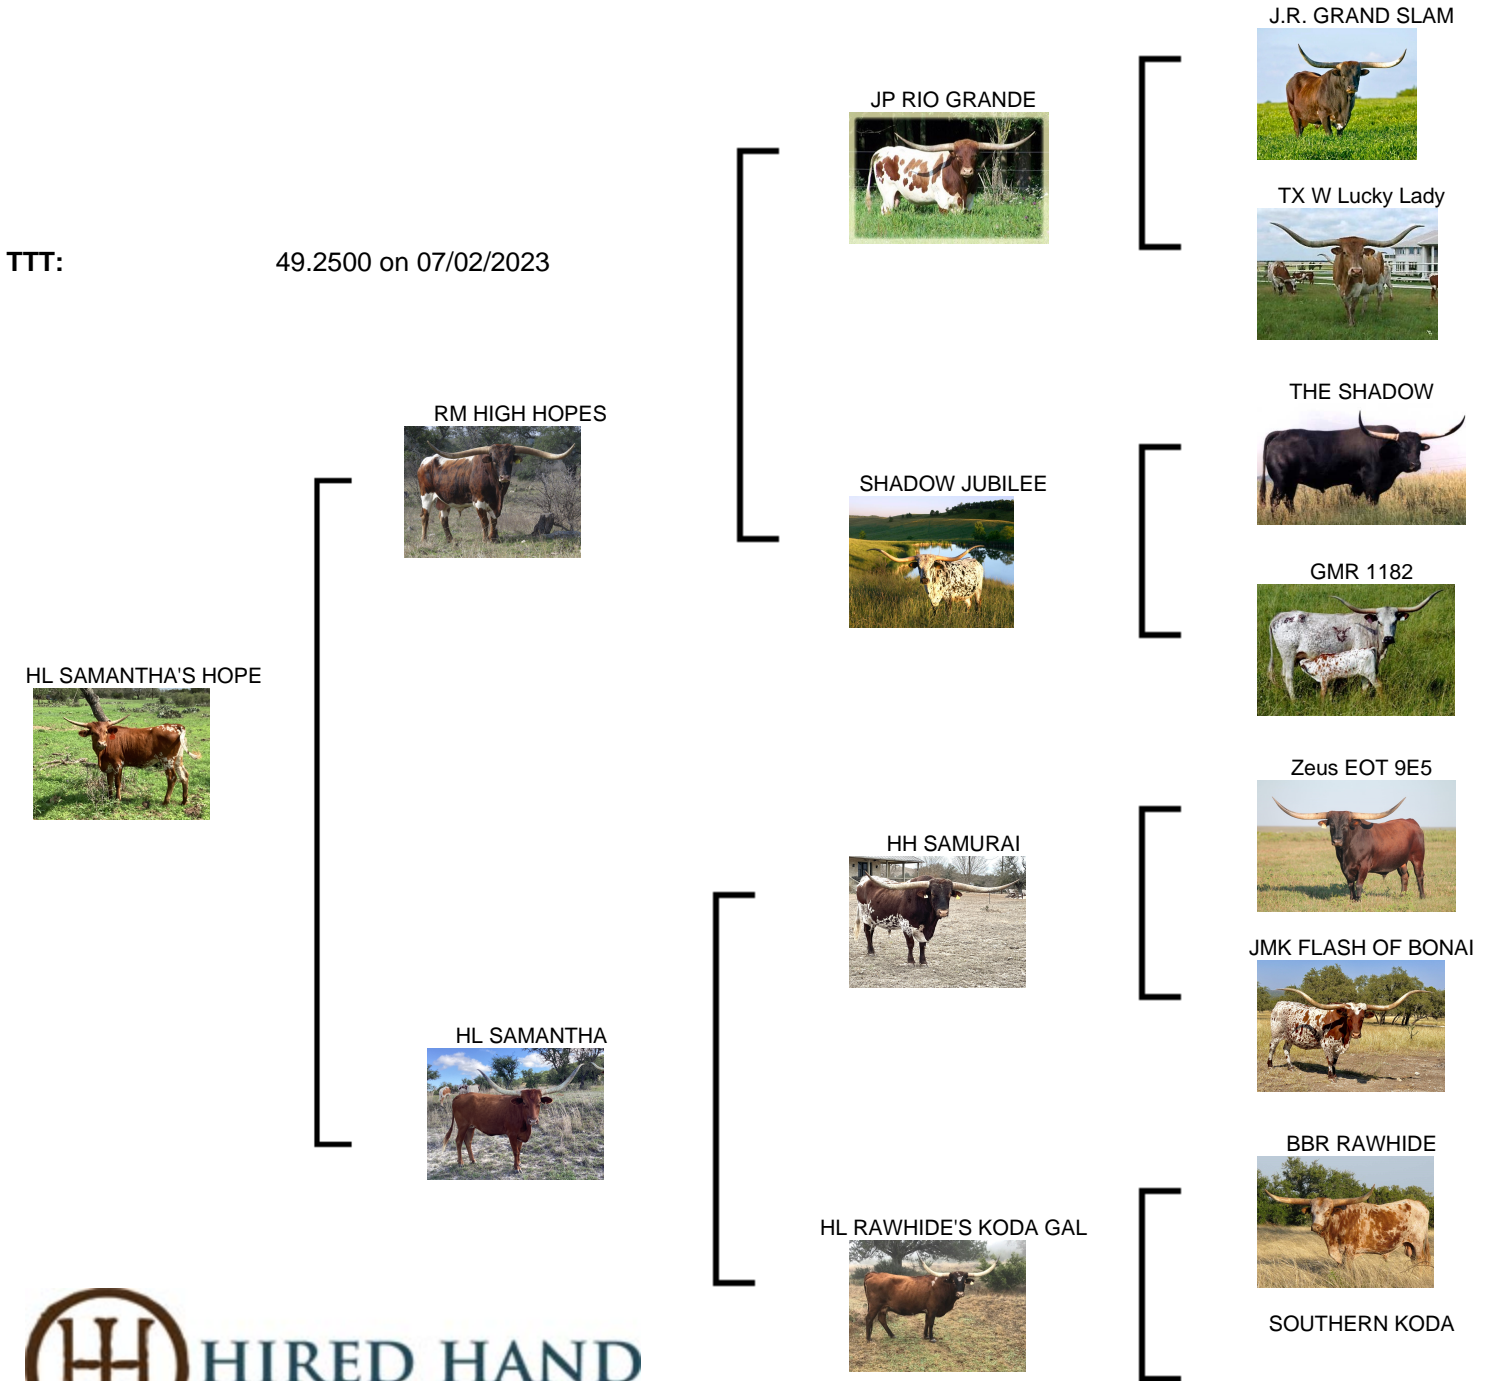 J.R. GRAND SLAM
JP RIO GRANDE
TX W Lucky Lady
TTT: 49.2500 on 07/02/2023
THE SHADOW
RM HIGH HOPES
SHADOW JUBILEE
GMR 1182
HL SAMANTHA'S HOPE
Zeus EOT 9E5
HH SAMURAI
JMK FLASH OF BONAI
HL SAMANTHA
BBR RAWHIDE
HL RAWHIDE'S KODA GAL
SOUTHERN KODA
HIRED HAND